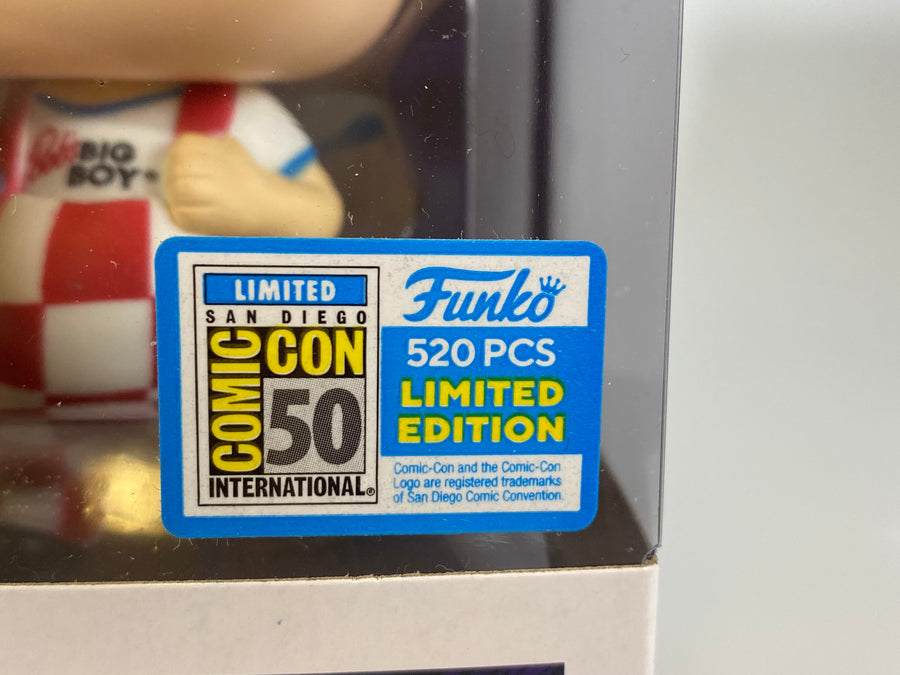 Bob's
BIG
BOY
LIMITED
SAN DIEGO
COMIC
CON
50
INTERNATIONAL®
Funko
520 PCS
LIMITED
EDITION
Comic-Con and the Comic-Con
Logo are registered trademarks
of San Diego Comic Convention.